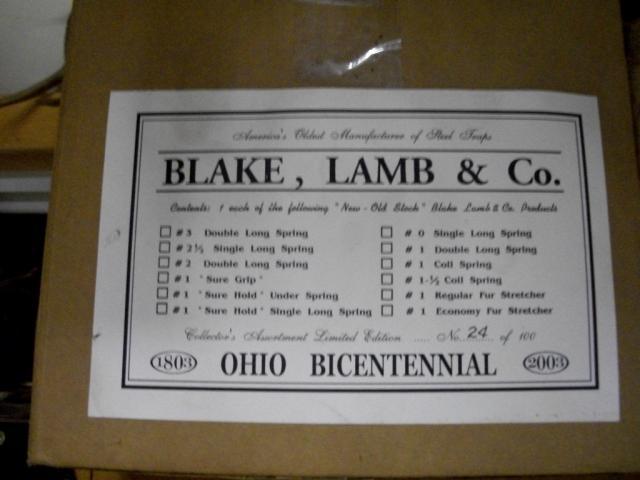 America's Oldest Manufacturer of Steel Traps
BLAKE, LAMB & Co.
Contents: 1 each of the following "New - Old Stock" Blake Lamb & Co. Products
# 3 Double Long Spring
# 2½ Single Long Spring
# 2 Double Long Spring
# 1 "Sure Grip"
# 1 "Sure Hold" Under Spring
# 1 "Sure Hold" Single Long Spring
# 0 Single Long Spring
# 1 Double Long Spring
# 1 Coil Spring
# 1-½ Coil Spring
# 1 Regular Fur Stretcher
# 1 Economy Fur Stretcher
Collector's Assortment Limited Edition ..... No. 24 of 100
1803 OHIO BICENTENNIAL 2003